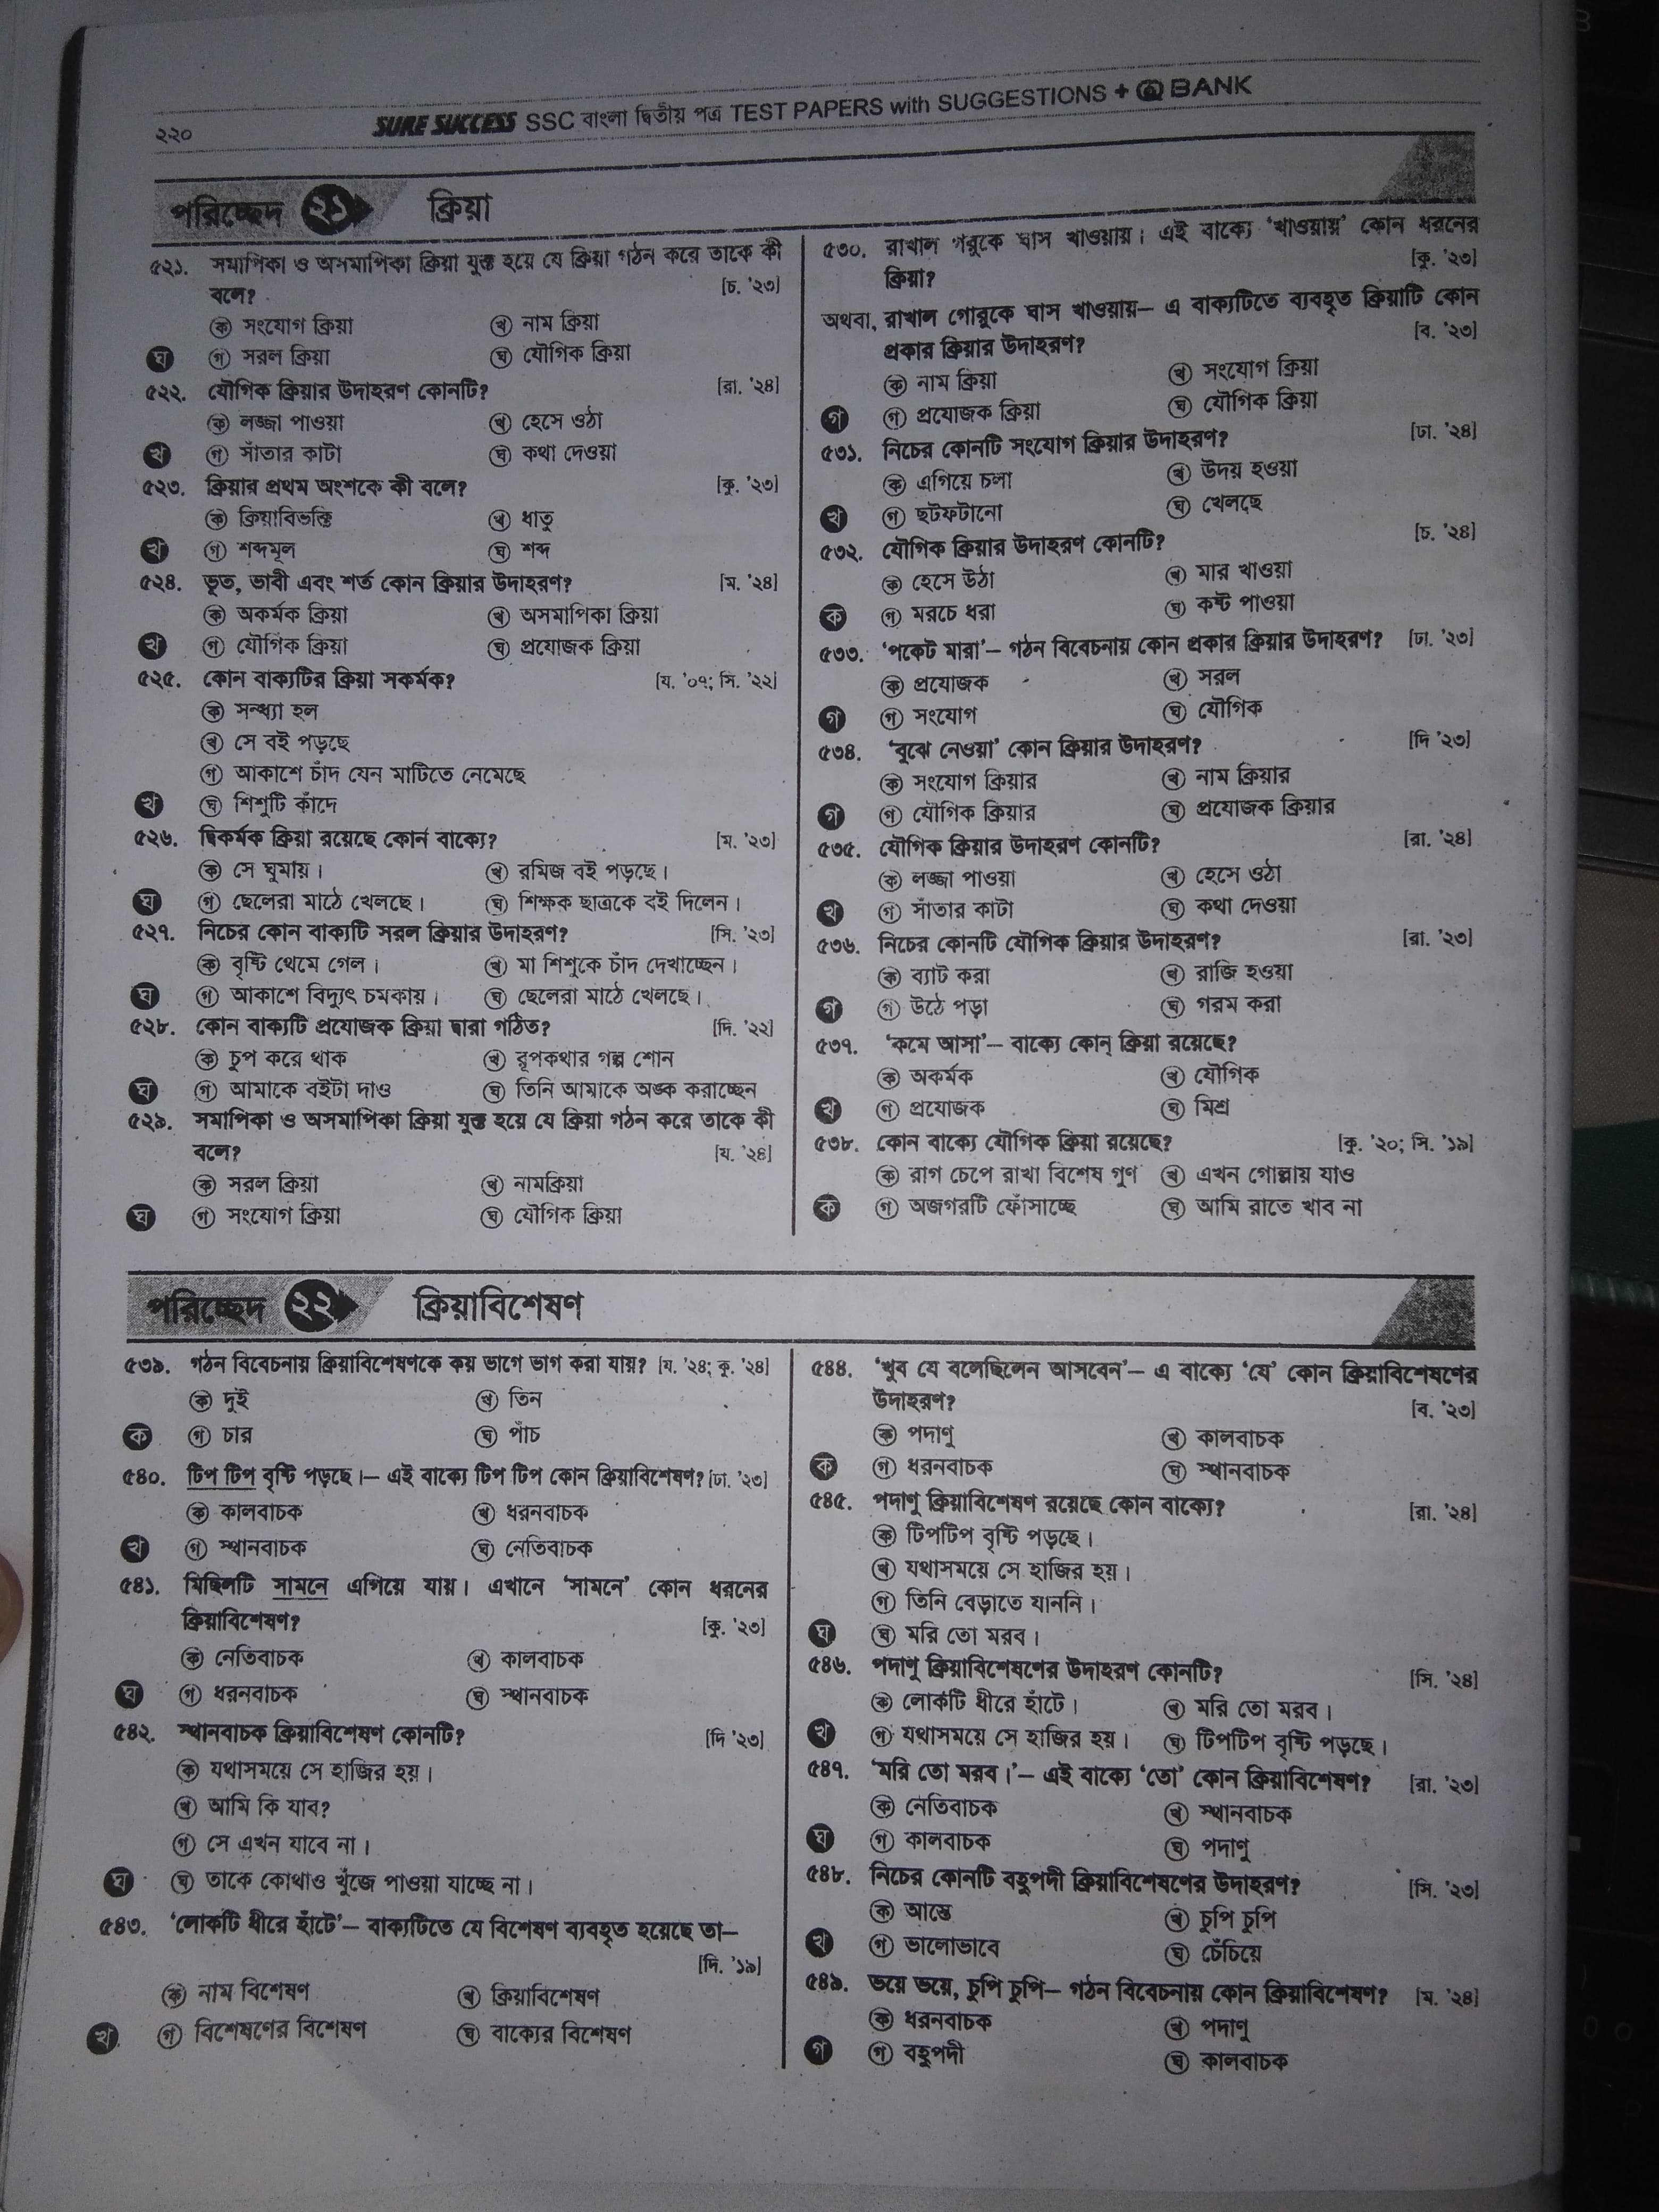 ২২০
SURE SUCCESS SSC বাংলা দ্বিতীয় পত্র TEST PAPERS with SUGGESTIONS + Q BANK
পরিচ্ছেদ ২১ ক্রিয়া
৫২১. সমাপিকা ও অসমাপিকা ক্রিয়া যুক্ত হয়ে যে ক্রিয়া গঠন করে তাকে কী
বলে? [চ. '২৩]
ক সংযোগ ক্রিয়া খ নাম ক্রিয়া
ঘ গ সরল ক্রিয়া ঘ যৌগিক ক্রিয়া
৫২২. যৌগিক ক্রিয়ার উদাহরণ কোনটি? [রা. '২৪]
ক লজ্জা পাওয়া খ হেসে ওঠা
খ গ সাঁতার কাটা ঘ কথা দেওয়া
৫২৩. ক্রিয়ার প্রথম অংশকে কী বলে? [কু. '২৩]
ক ক্রিয়াবিভক্তি খ ধাতু
খ গ শব্দমূল ঘ শব্দ
৫২৪. ভূত, ভাবী এবং শর্ত কোন ক্রিয়ার উদাহরণ? [ম. '২৪]
ক অকর্মক ক্রিয়া খ অসমাপিকা ক্রিয়া
খ গ যৌগিক ক্রিয়া ঘ প্রযোজক ক্রিয়া
৫২৫. কোন বাক্যটির ক্রিয়া সকর্মক? [য. '০৭; সি. '২২]
ক সন্ধ্যা হল
খ সে বই পড়ছে
গ আকাশে চাঁদ যেন মাটিতে নেমেছে
খ ঘ শিশুটি কাঁদে
৫২৬. দ্বিকর্মক ক্রিয়া রয়েছে কোন বাক্যে? [ম. '২৩]
ক সে ঘুমায়। খ রমিজ বই পড়ছে।
ঘ গ ছেলেরা মাঠে খেলছে। ঘ শিক্ষক ছাত্রকে বই দিলেন।
৫২৭. নিচের কোন বাক্যটি সরল ক্রিয়ার উদাহরণ? [সি. '২৩]
ক বৃষ্টি থেমে গেল। খ মা শিশুকে চাঁদ দেখাচ্ছেন।
ঘ গ আকাশে বিদ্যুৎ চমকায়। ঘ ছেলেরা মাঠে খেলছে।
৫২৮. কোন বাক্যটি প্রযোজক ক্রিয়া দ্বারা গঠিত? [দি. '২২]
ক চুপ করে থাক খ রূপকথার গল্প শোন
ঘ গ আমাকে বইটা দাও ঘ তিনি আমাকে অঙ্ক করাচ্ছেন
৫২৯. সমাপিকা ও অসমাপিকা ক্রিয়া যুক্ত হয়ে যে ক্রিয়া গঠন করে তাকে কী
বলে? [য. '২৪]
ক সরল ক্রিয়া খ নামক্রিয়া
ঘ গ সংযোগ ক্রিয়া ঘ যৌগিক ক্রিয়া
৫৩০. রাখাল গরুকে ঘাস খাওয়ায়। এই বাক্যে ‘খাওয়ায়’ কোন ধরনের
ক্রিয়া? [কু. '২৩]
অথবা, রাখাল গোরুকে ঘাস খাওয়ায়— এ বাক্যটিতে ব্যবহৃত ক্রিয়াটি কোন
প্রকার ক্রিয়ার উদাহরণ? [ব. '২৩]
ক নাম ক্রিয়া খ সংযোগ ক্রিয়া
গ গ প্রযোজক ক্রিয়া ঘ যৌগিক ক্রিয়া
৫৩১. নিচের কোনটি সংযোগ ক্রিয়ার উদাহরণ? [ঢা. '২৪]
ক এগিয়ে চলা খ উদয় হওয়া
খ গ ছটফটানো ঘ খেলছে
৫৩২. যৌগিক ক্রিয়ার উদাহরণ কোনটি? [চ. '২৪]
ক হেসে উঠা খ মার খাওয়া
ক গ মরচে ধরা ঘ কষ্ট পাওয়া
৫৩৩. ‘পকেট মারা’— গঠন বিবেচনায় কোন প্রকার ক্রিয়ার উদাহরণ? [ঢা. '২৩]
ক প্রযোজক খ সরল
গ গ সংযোগ ঘ যৌগিক
৫৩৪. ‘বুঝে নেওয়া’ কোন ক্রিয়ার উদাহরণ? [দি '২৩]
ক সংযোগ ক্রিয়ার খ নাম ক্রিয়ার
গ গ যৌগিক ক্রিয়ার ঘ প্রযোজক ক্রিয়ার
৫৩৫. যৌগিক ক্রিয়ার উদাহরণ কোনটি? [রা. '২৪]
ক লজ্জা পাওয়া খ হেসে ওঠা
খ গ সাঁতার কাটা ঘ কথা দেওয়া
৫৩৬. নিচের কোনটি যৌগিক ক্রিয়ার উদাহরণ? [রা. '২৩]
ক ব্যাট করা খ রাজি হওয়া
গ গ উঠে পড়া ঘ গরম করা
৫৩৭. ‘কমে আসা’— বাক্যে কোন্ ক্রিয়া রয়েছে?
ক অকর্মক খ যৌগিক
খ গ প্রযোজক ঘ মিশ্র
৫৩৮. কোন বাক্যে যৌগিক ক্রিয়া রয়েছে? [কু. '২০; সি. '১৯]
ক রাগ চেপে রাখা বিশেষ গুণ খ এখন গোল্লায় যাও
ক গ অজগরটি ফোঁসাচ্ছে ঘ আমি রাতে খাব না
পরিচ্ছেদ ২২ ক্রিয়াবিশেষণ
৫৩৯. গঠন বিবেচনায় ক্রিয়াবিশেষণকে কয় ভাগে ভাগ করা যায়? [য. '২৪; কু. '২৪]
ক দুই খ তিন
ক গ চার ঘ পাঁচ
৫৪০. টিপ টিপ বৃষ্টি পড়ছে।— এই বাক্যে টিপ টিপ কোন ক্রিয়াবিশেষণ? [ঢা. '২৩]
ক কালবাচক খ ধরনবাচক
খ গ স্থানবাচক ঘ নেতিবাচক
৫৪১. মিছিলটি সামনে এগিয়ে যায়। এখানে ‘সামনে’ কোন ধরনের
ক্রিয়াবিশেষণ? [কু. '২৩]
ক নেতিবাচক খ কালবাচক
ঘ গ ধরনবাচক ঘ স্থানবাচক
৫৪২. স্থানবাচক ক্রিয়াবিশেষণ কোনটি? [দি '২৩]
ক যথাসময়ে সে হাজির হয়।
খ আমি কি যাব?
গ সে এখন যাবে না।
ঘ ঘ তাকে কোথাও খুঁজে পাওয়া যাচ্ছে না।
৫৪৩. ‘লোকটি ধীরে হাঁটে’— বাক্যটিতে যে বিশেষণ ব্যবহৃত হয়েছে তা—
[দি. '১৯]
ক নাম বিশেষণ খ ক্রিয়াবিশেষণ
খ গ বিশেষণের বিশেষণ ঘ বাক্যের বিশেষণ
৫৪৪. ‘খুব যে বলেছিলেন আসবেন’— এ বাক্যে ‘যে’ কোন ক্রিয়াবিশেষণের
উদাহরণ? [ব. '২৩]
ক পদাণু খ কালবাচক
ক গ ধরনবাচক ঘ স্থানবাচক
৫৪৫. পদাণু ক্রিয়াবিশেষণ রয়েছে কোন বাক্যে? [রা. '২৪]
ক টিপটিপ বৃষ্টি পড়ছে।
খ যথাসময়ে সে হাজির হয়।
গ তিনি বেড়াতে যাননি।
ঘ ঘ মরি তো মরব।
৫৪৬. পদাণু ক্রিয়াবিশেষণের উদাহরণ কোনটি? [সি. '২৪]
ক লোকটি ধীরে হাঁটে। খ মরি তো মরব।
খ গ যথাসময়ে সে হাজির হয়। ঘ টিপটিপ বৃষ্টি পড়ছে।
৫৪৭. ‘মরি তো মরব।’— এই বাক্যে ‘তো’ কোন ক্রিয়াবিশেষণ? [রা. '২৩]
ক নেতিবাচক খ স্থানবাচক
ঘ গ কালবাচক ঘ পদাণু
৫৪৮. নিচের কোনটি বহুপদী ক্রিয়াবিশেষণের উদাহরণ? [সি. '২৩]
ক আস্তে খ চুপি চুপি
খ গ ভালোভাবে ঘ চেঁচিয়ে
৫৪৯. ভয়ে ভয়ে, চুপি চুপি— গঠন বিবেচনায় কোন ক্রিয়াবিশেষণ? [ম. '২৪]
ক ধরনবাচক খ পদাণু
গ গ বহুপদী ঘ কালবাচক